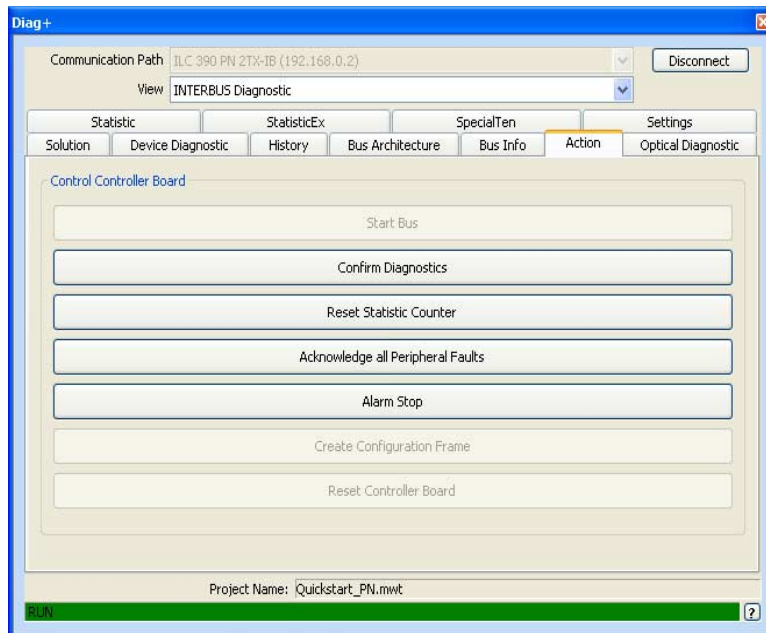 Diag+
Communication Path ILC 390 PN 2TX-IB (192.168.0.2) Disconnect
View INTERBUS Diagnostic
Statistic StatisticEx SpecialTen Settings
Solution Device Diagnostic History Bus Architecture Bus Info Action Optical Diagnostic
Control Controller Board
Start Bus
Confirm Diagnostics
Reset Statistic Counter
Acknowledge all Peripheral Faults
Alarm Stop
Create Configuration Frame
Reset Controller Board
Project Name: Quickstart_PN.mwt
RUN ?